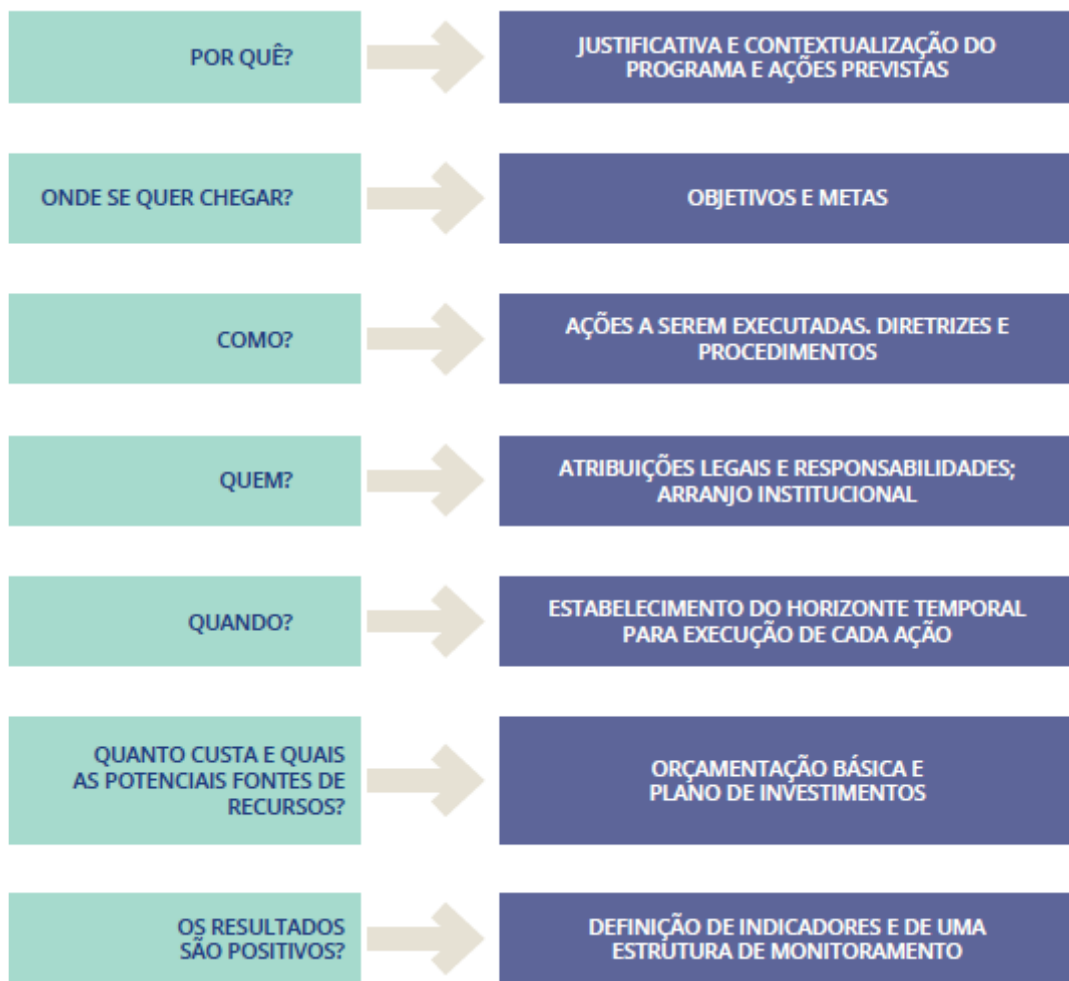 POR QUÊ?
JUSTIFICATIVA E CONTEXTUALIZAÇÃO DO
PROGRAMA E AÇÕES PREVISTAS
ONDE SE QUER CHEGAR?
OBJETIVOS E METAS
COMO?
AÇÕES A SEREM EXECUTADAS. DIRETRIZES E
PROCEDIMENTOS
QUEM?
ATRIBUIÇÕES LEGAIS E RESPONSABILIDADES;
ARRANJO INSTITUCIONAL
QUANDO?
ESTABELECIMENTO DO HORIZONTE TEMPORAL
PARA EXECUÇÃO DE CADA AÇÃO
QUANTO CUSTA E QUAIS
AS POTENCIAIS FONTES DE
RECURSOS?
ORÇAMENTAÇÃO BÁSICA E
PLANO DE INVESTIMENTOS
OS RESULTADOS
SÃO POSITIVOS?
DEFINIÇÃO DE INDICADORES E DE UMA
ESTRUTURA DE MONITORAMENTO